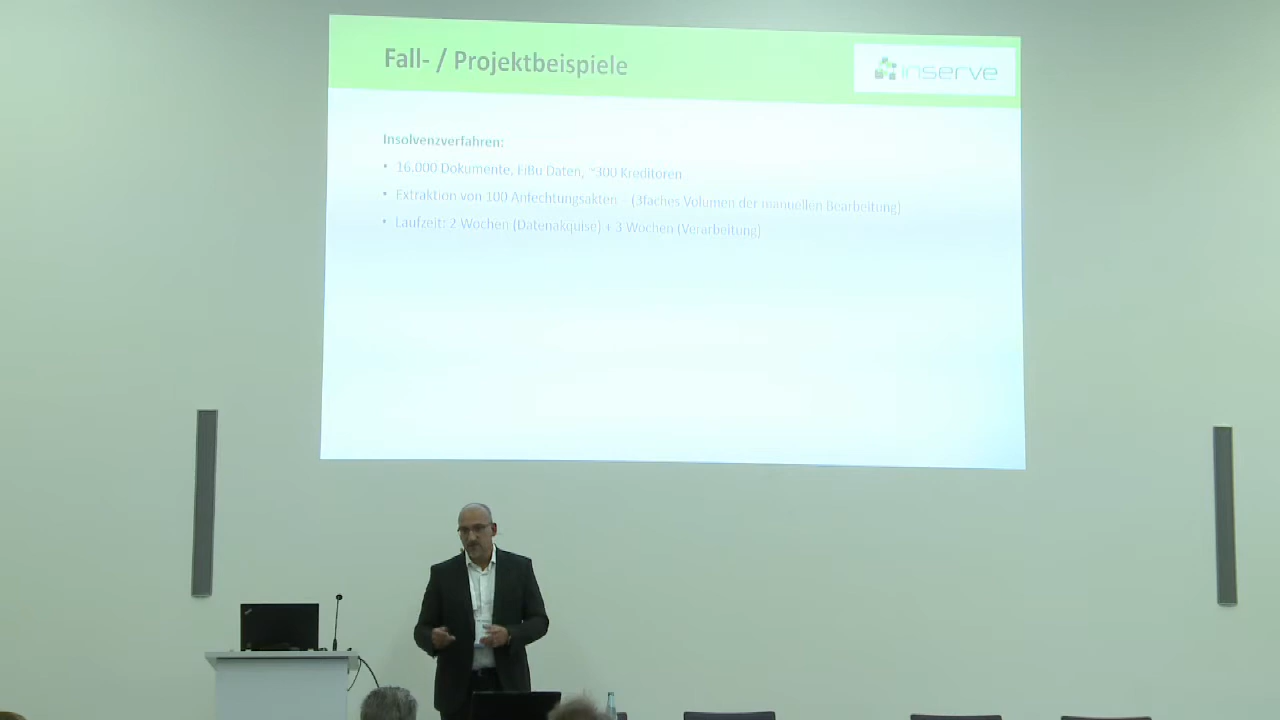 Fall- / Projektbeispiele
inserve
Insolvenzverfahren:
• 16.000 Dokumente, FiBu Daten, ~300 Kreditoren
• Extraktion von 100 Anfechtungsakten – (3faches Volumen der manuellen Bearbeitung)
• Laufzeit: 2 Wochen (Datenakquise) + 3 Wochen (Verarbeitung)